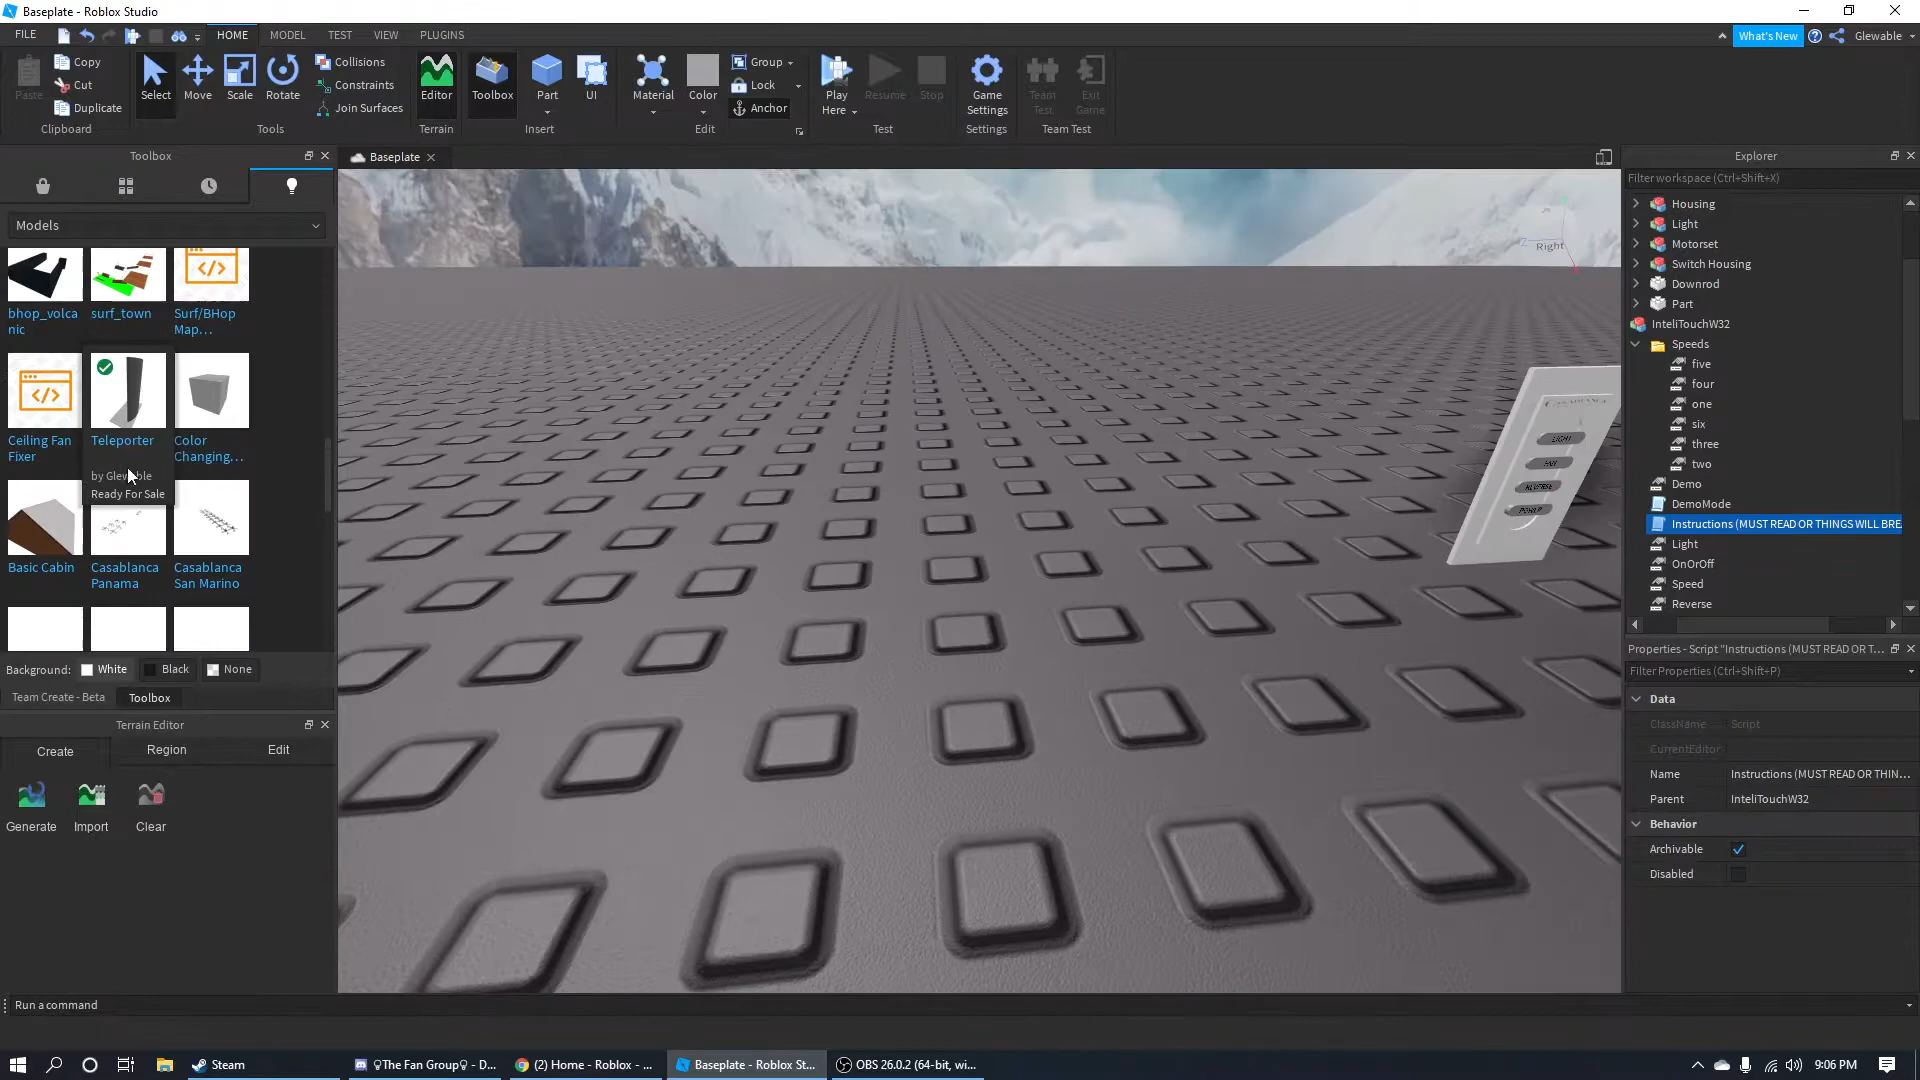 Baseplate - Roblox Studio
FILE HOME MODEL TEST VIEW PLUGINS What's New Glewable
Paste Copy Cut Duplicate Clipboard
Select Move Scale Rotate Collisions Constraints Join Surfaces Tools
Editor Terrain
Toolbox Part UI Insert
Material Color Group Lock Anchor Edit
Play Here Resume Stop Test
Game Settings Settings
Team Test Exit Game Team Test
Toolbox
Models
bhop_volcanic
surf_town
Surf/BHop Map...
Ceiling Fan Fixer
Teleporter
by Glewable
Ready For Sale
Color Changing...
Basic Cabin
Casablanca Panama
Casablanca San Marino
Background: White Black None
Team Create - Beta Toolbox
Terrain Editor
Create Region Edit
Generate Import Clear
Baseplate
Right
Z
LIGHT
FAN
REVERSE
POWER
Explorer
Filter workspace (Ctrl+Shift+X)
Housing
Light
Motorset
Switch Housing
Downrod
Part
InteliTouchW32
Speeds
five
four
one
six
three
two
Demo
DemoMode
Instructions (MUST READ OR THINGS WILL BRE
Light
OnOrOff
Speed
Reverse
Properties - Script "Instructions (MUST READ OR T...
Filter Properties (Ctrl+Shift+P)
Data
ClassName Script
CurrentEditor
Name Instructions (MUST READ OR THIN...
Parent InteliTouchW32
Behavior
Archivable
Disabled
Run a command
Steam
The Fan Group - D...
(2) Home - Roblox - ...
Baseplate - Roblox St...
OBS 26.0.2 (64-bit, wi...
9:06 PM